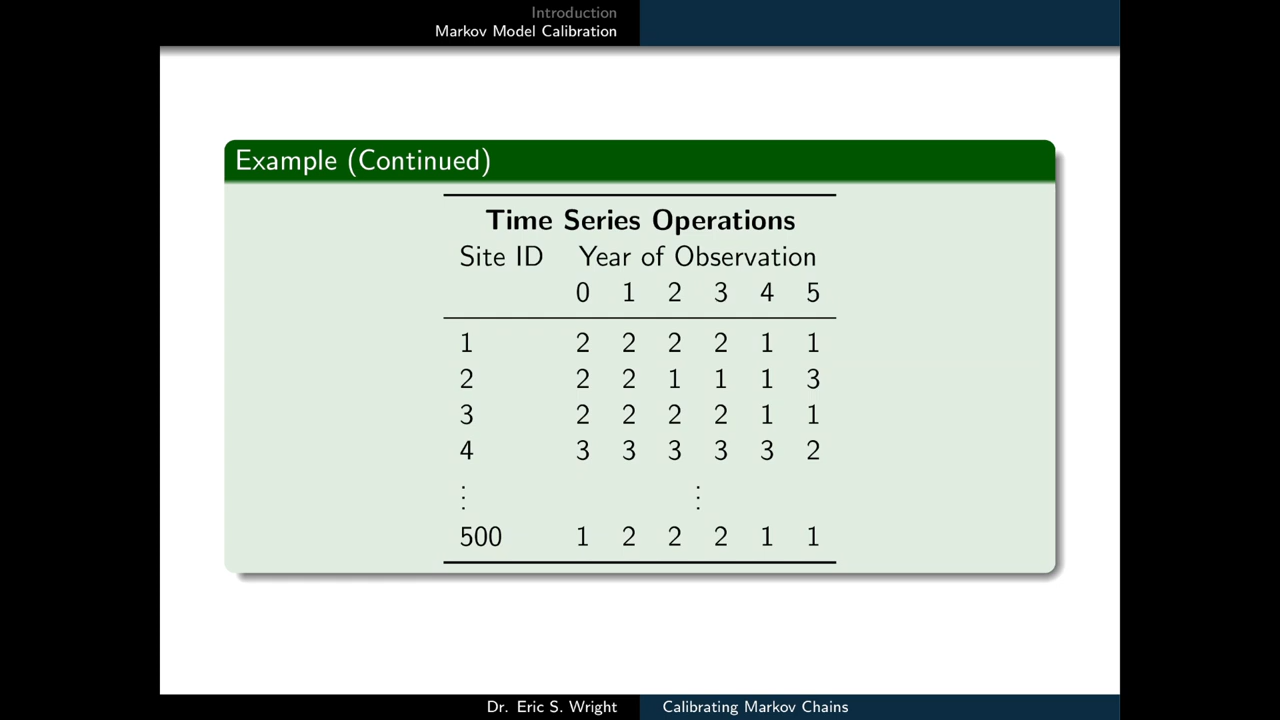 Introduction
Markov Model Calibration
Example (Continued)
Time Series Operations
Site ID Year of Observation
0 1 2 3 4 5
1 2 2 2 2 1 1
2 2 2 1 1 1 3
3 2 2 2 2 1 1
4 3 3 3 3 3 2
⋮ ⋮
500 1 2 2 2 1 1
Dr. Eric S. Wright Calibrating Markov Chains